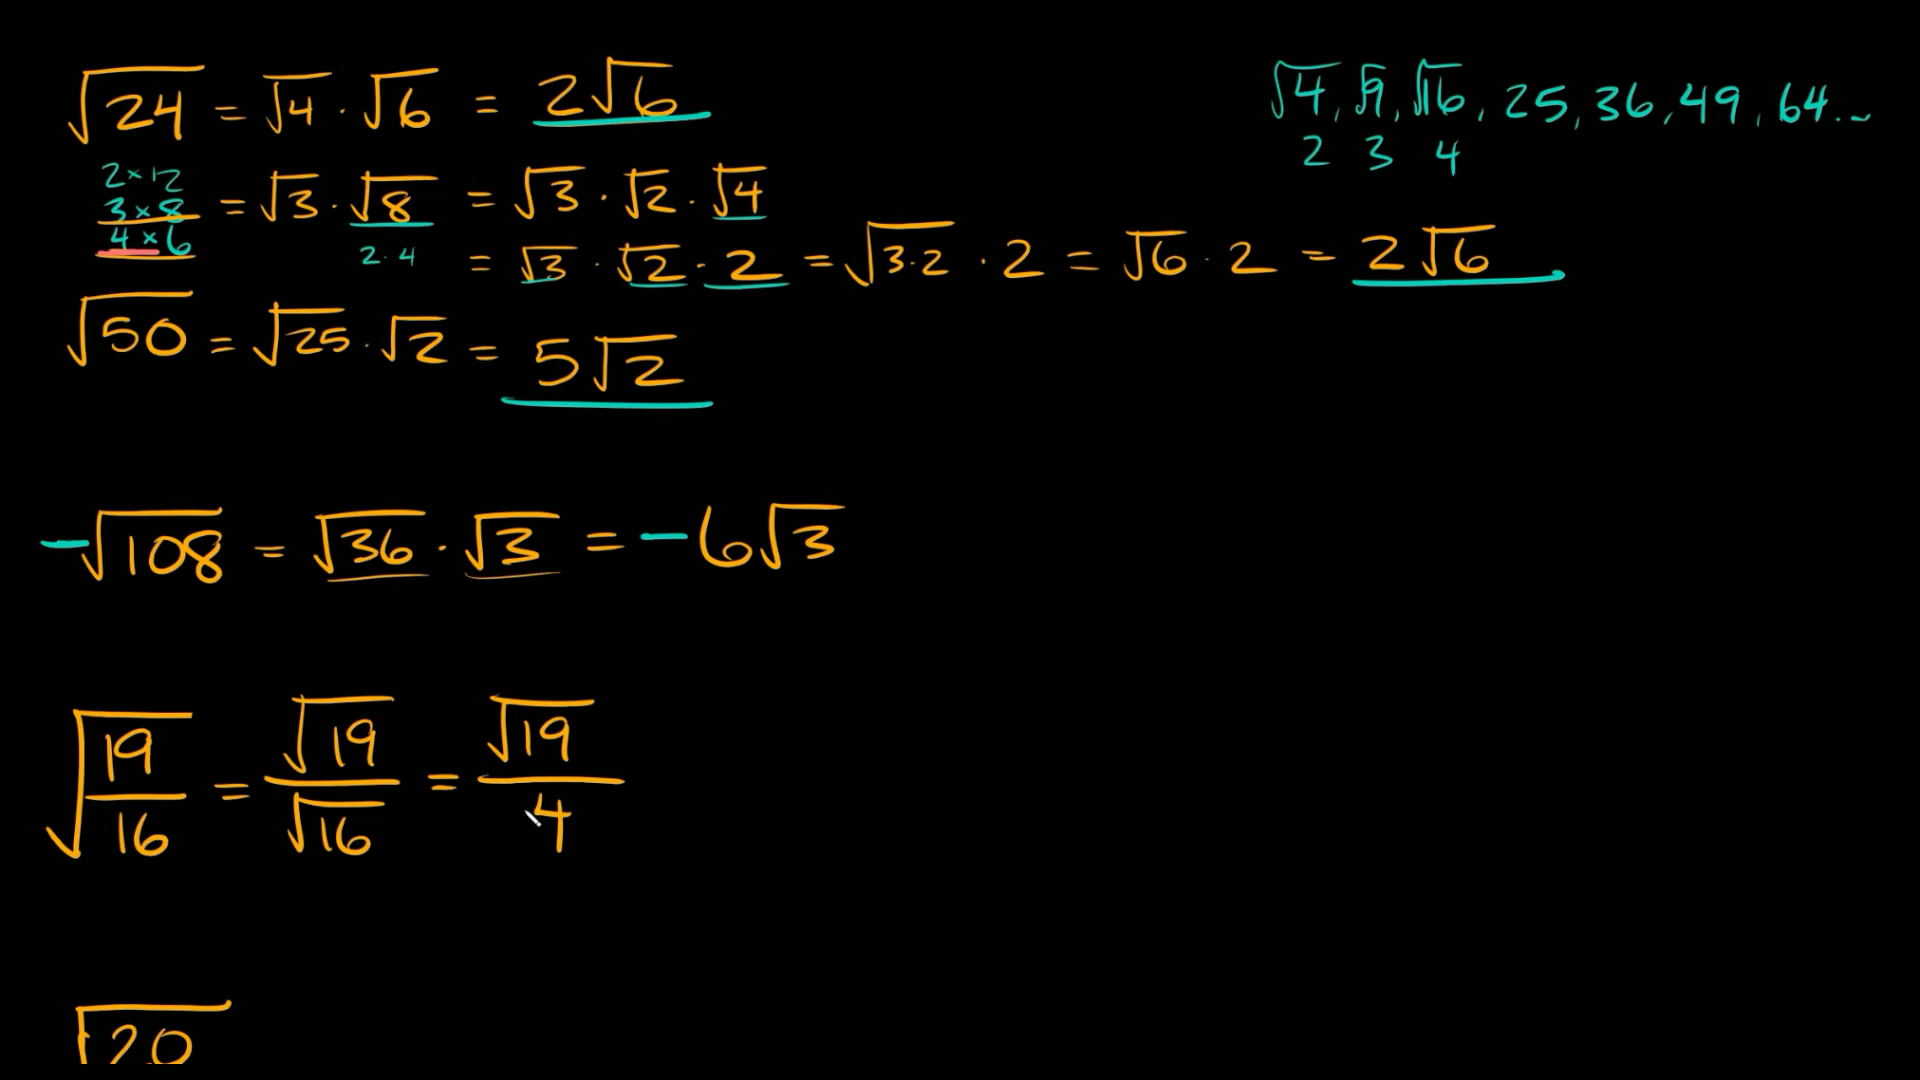 √24 = √4 · √6 = 2√6
√4, √9, √16, 25, 36, 49, 64...
2 3 4
2 × 12
3 × 8
4 × 6
= √3 · √8 = √3 · √2 · √4
2 · 4
= √3 · √2 · 2 = √3·2 · 2 = √6 · 2 = 2√6
√50 = √25 · √2 = 5√2
-√108 = √36 · √3 = -6√3
√19/16 = √19/√16 = √19/4
√20